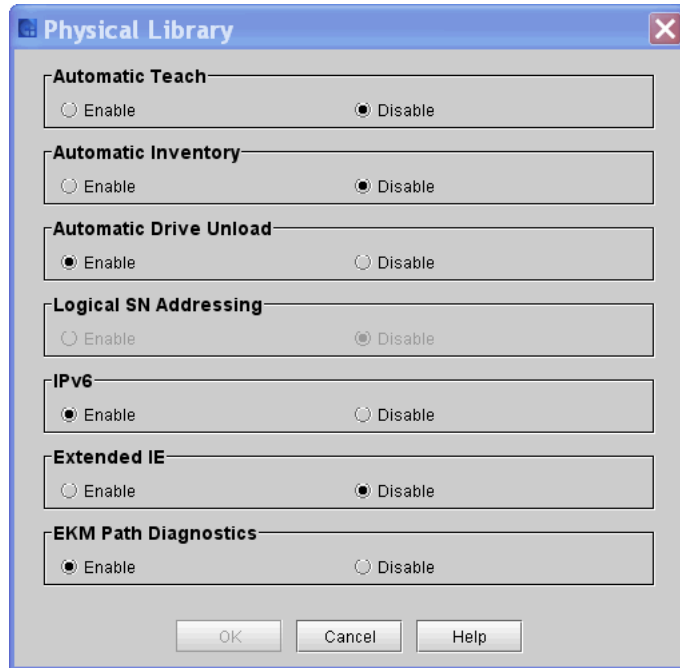 Physical Library
Automatic Teach
Enable Disable
Automatic Inventory
Enable Disable
Automatic Drive Unload
Enable Disable
Logical SN Addressing
Enable Disable
IPv6
Enable Disable
Extended IE
Enable Disable
EKM Path Diagnostics
Enable Disable
OK Cancel Help